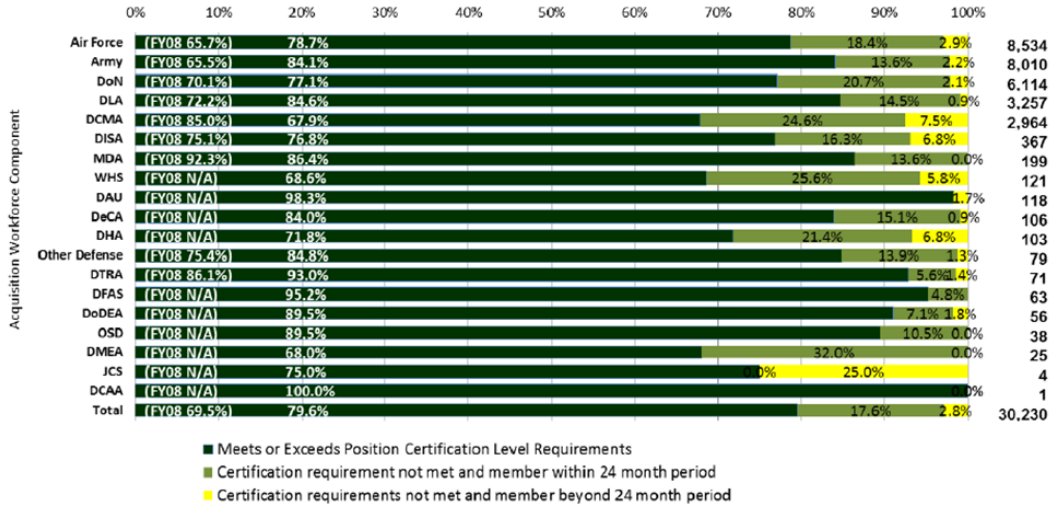 0% 10% 20% 30% 40% 50% 60% 70% 80% 90% 100%
Acquisition Workforce Component
Air Force (FY08 65.7%) 78.7% 18.4% 2.9% 8,534
Army (FY08 65.5%) 84.1% 13.6% 2.2% 8,010
DoN (FY08 70.1%) 77.1% 20.7% 2.1% 6,114
DLA (FY08 72.2%) 84.6% 14.5% 0.9% 3,257
DCMA (FY08 85.0%) 67.9% 24.6% 7.5% 2,964
DISA (FY08 75.1%) 76.8% 16.3% 6.8% 367
MDA (FY08 92.3%) 86.4% 13.6% 0.0% 199
WHS (FY08 N/A) 68.6% 25.6% 5.8% 121
DAU (FY08 N/A) 98.3% 1.7% 118
DeCA (FY08 N/A) 84.0% 15.1% 0.9% 106
DHA (FY08 N/A) 71.8% 21.4% 6.8% 103
Other Defense (FY08 75.4%) 84.8% 13.9% 1.3% 79
DTRA (FY08 86.1%) 93.0% 5.6% 1.4% 71
DFAS (FY08 N/A) 95.2% 4.8% 63
DoDEA (FY08 N/A) 89.5% 7.1% 1.8% 56
OSD (FY08 N/A) 89.5% 10.5% 0.0% 38
DMEA (FY08 N/A) 68.0% 32.0% 0.0% 25
JCS (FY08 N/A) 75.0% 0.0% 25.0% 4
DCAA (FY08 N/A) 100.0% 0.0% 1
Total (FY08 69.5%) 79.6% 17.6% 2.8% 30,230
Meets or Exceeds Position Certification Level Requirements
Certification requirement not met and member within 24 month period
Certification requirements not met and member beyond 24 month period